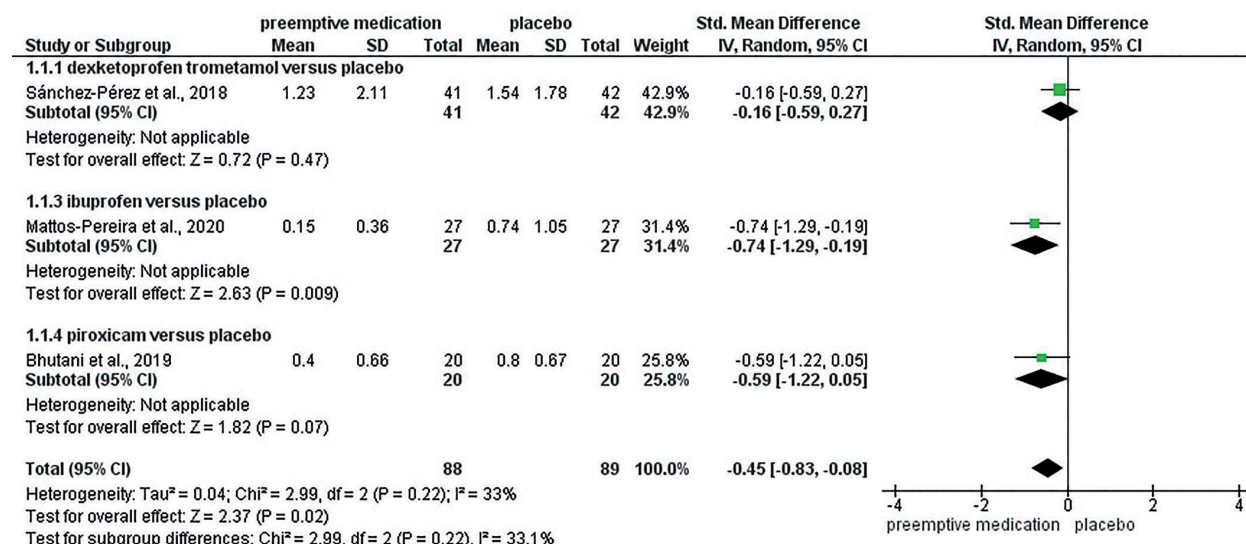 preemptive medication placebo Std. Mean Difference Std. Mean Difference
Study or Subgroup Mean SD Total Mean SD Total Weight IV, Random, 95% CI IV, Random, 95% CI
1.1.1 dexketoprofen trometamol versus placebo
Sánchez-Pérez et al., 2018 1.23 2.11 41 1.54 1.78 42 42.9% -0.16 [-0.59, 0.27]
Subtotal (95% CI) 41 42 42.9% -0.16 [-0.59, 0.27]
Heterogeneity: Not applicable
Test for overall effect: Z = 0.72 (P = 0.47)
1.1.3 ibuprofen versus placebo
Mattos-Pereira et al., 2020 0.15 0.36 27 0.74 1.05 27 31.4% -0.74 [-1.29, -0.19]
Subtotal (95% CI) 27 27 31.4% -0.74 [-1.29, -0.19]
Heterogeneity: Not applicable
Test for overall effect: Z = 2.63 (P = 0.009)
1.1.4 piroxicam versus placebo
Bhutani et al., 2019 0.4 0.66 20 0.8 0.67 20 25.8% -0.59 [-1.22, 0.05]
Subtotal (95% CI) 20 20 25.8% -0.59 [-1.22, 0.05]
Heterogeneity: Not applicable
Test for overall effect: Z = 1.82 (P = 0.07)
Total (95% CI) 88 89 100.0% -0.45 [-0.83, -0.08]
Heterogeneity: Tau² = 0.04; Chi² = 2.99, df = 2 (P = 0.22); I² = 33%
Test for overall effect: Z = 2.37 (P = 0.02)
Test for subgroup differences: Chi² = 2.99, df = 2 (P = 0.22), I² = 33.1%
-4 -2 0 2 4
preemptive medication placebo